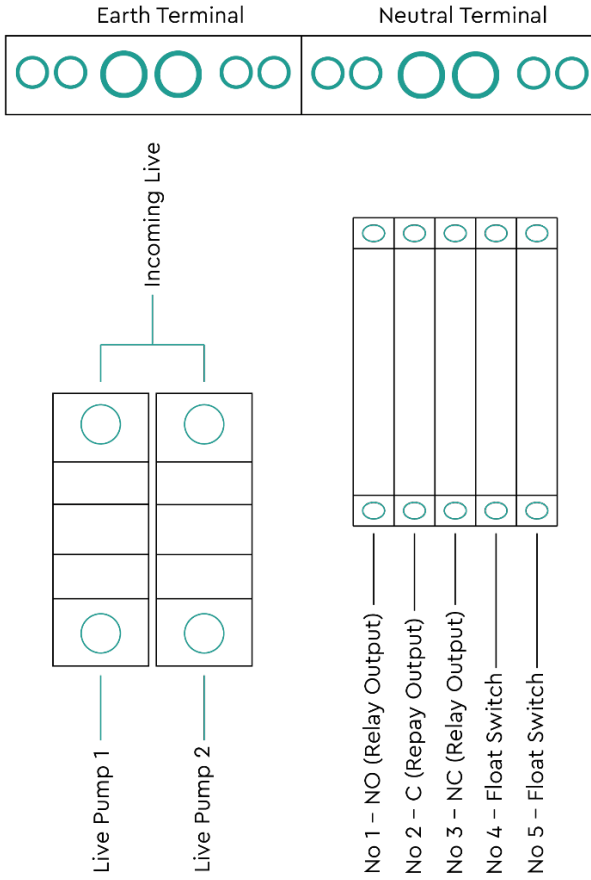 Earth Terminal
Neutral Terminal
Incoming Live
Live Pump 1
Live Pump 2
No 1 – NO (Relay Output)
No 2 – C (Repay Output)
No 3 – NC (Relay Output)
No 4 – Float Switch
No 5 – Float Switch